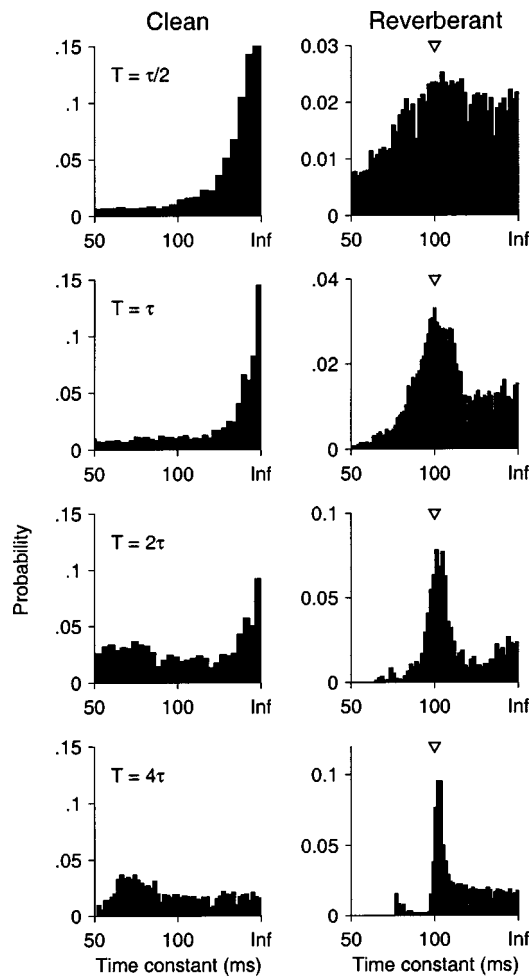 Clean
Reverberant
.15
.1
.05
0
T = τ/2
50
100
Inf
0.03
0.02
0.01
0
50
100
Inf
.15
.1
.05
0
T = τ
50
100
Inf
.04
.02
0
50
100
Inf
Probability
.15
.1
.05
0
T = 2τ
50
100
Inf
0.1
0.05
0
50
100
Inf
.15
.1
.05
0
T = 4τ
50
100
Inf
Time constant (ms)
0.1
0.05
0
50
100
Inf
Time constant (ms)